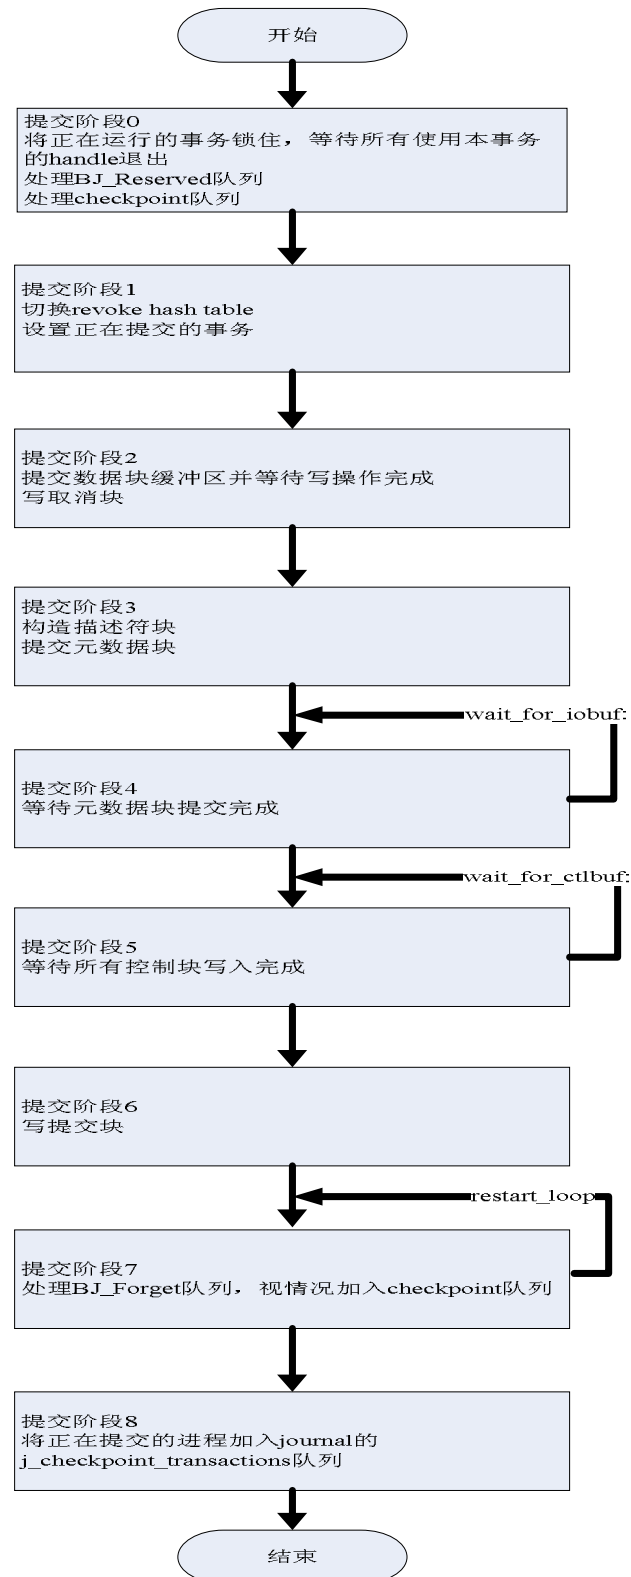 开始
提交阶段0
将正在运行的事务锁住，等待所有使用本事务
的handle退出
处理BJ_Reserved队列
处理checkpoint队列
提交阶段1
切换revoke hash table
设置正在提交的事务
提交阶段2
提交数据块缓冲区并等待写操作完成
写取消块
提交阶段3
构造描述符块
提交元数据块
wait_for_iobuf:
提交阶段4
等待元数据块提交完成
wait_for_ctlbuf:
提交阶段5
等待所有控制块写入完成
提交阶段6
写提交块
restart_loop
提交阶段7
处理BJ_Forget队列，视情况加入checkpoint队列
提交阶段8
将正在提交的进程加入journal的
j_checkpoint_transactions队列
结束